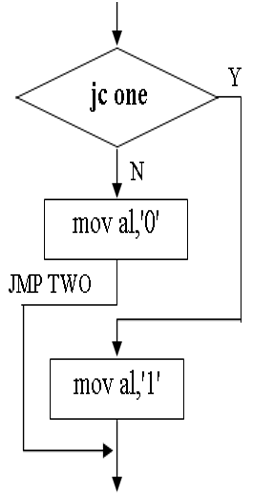 jc one
Y
N
mov al,'0'
JMP TWO
mov al,'1'